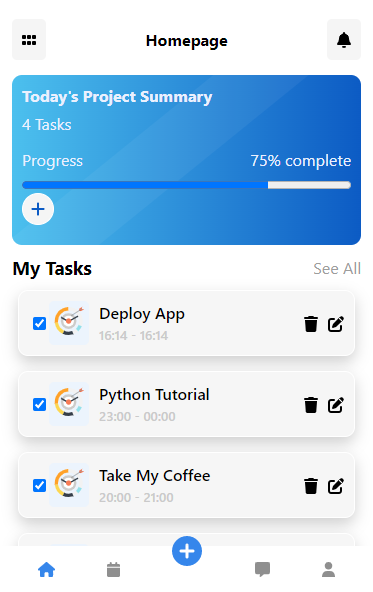 Homepage
Today's Project Summary
4 Tasks
Progress 75% complete
My Tasks See All
Deploy App
16:14 - 16:14
Python Tutorial
23:00 - 00:00
Take My Coffee
20:00 - 21:00